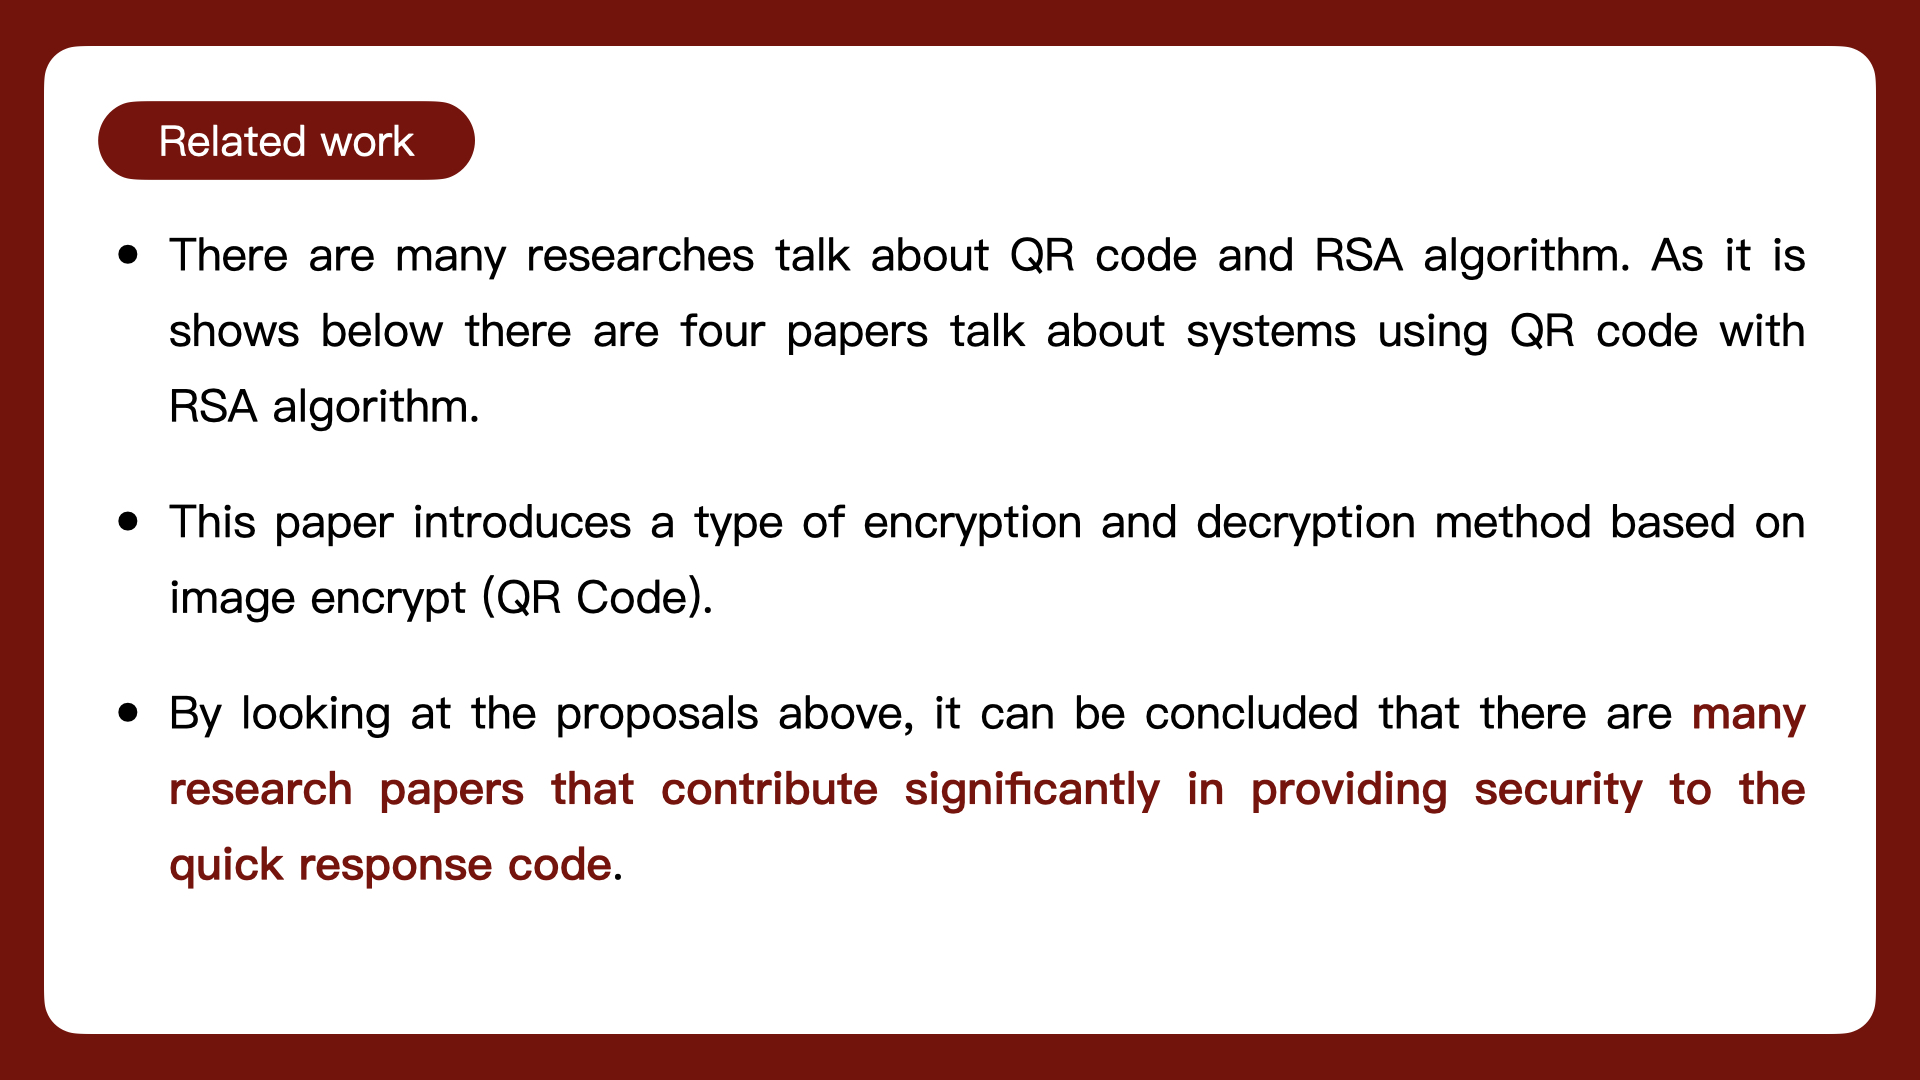 Related work
• There are many researches talk about QR code and RSA algorithm. As it is
shows below there are four papers talk about systems using QR code with
RSA algorithm.
• This paper introduces a type of encryption and decryption method based on
image encrypt (QR Code).
• By looking at the proposals above, it can be concluded that there are many
research papers that contribute significantly in providing security to the
quick response code.